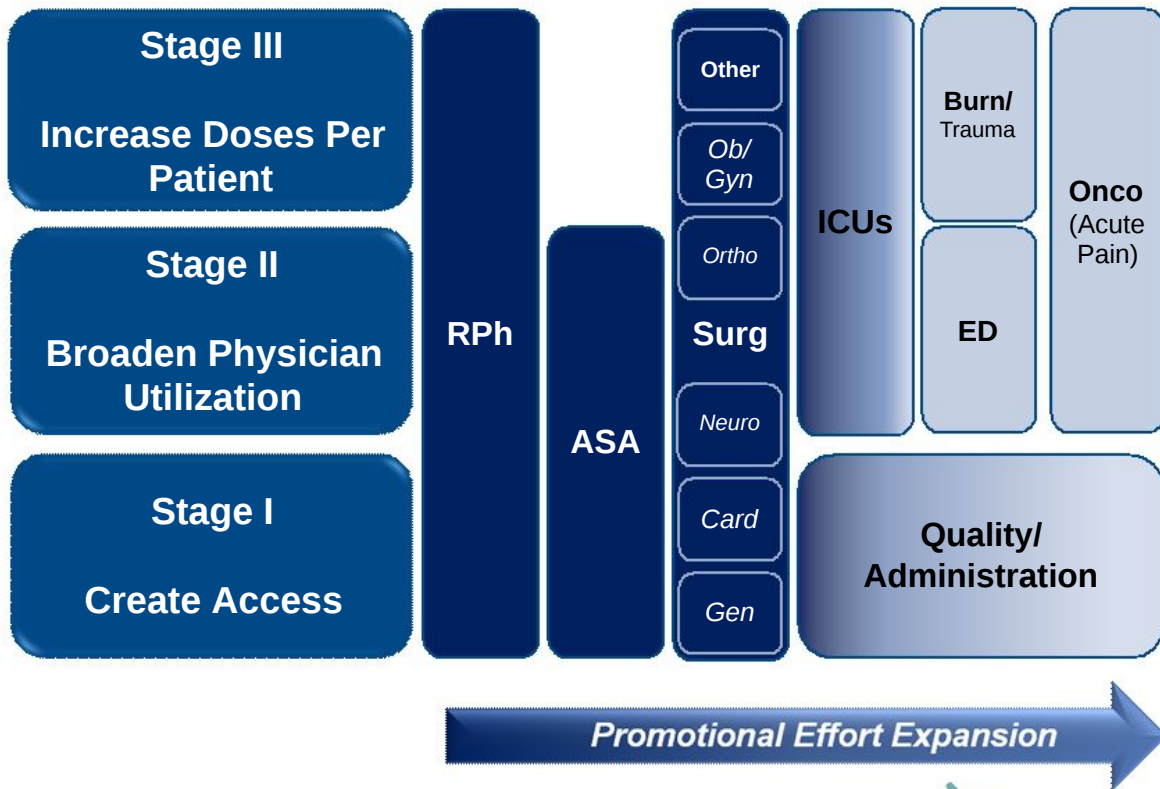 Stage III
Increase Doses Per
Patient
Stage II
Broaden Physician
Utilization
Stage I
Create Access
RPh
ASA
Other
Ob/
Gyn
Ortho
Surg
Neuro
Card
Gen
ICUs
Burn/
Trauma
ED
Onco
(Acute
Pain)
Quality/
Administration
Promotional Effort Expansion